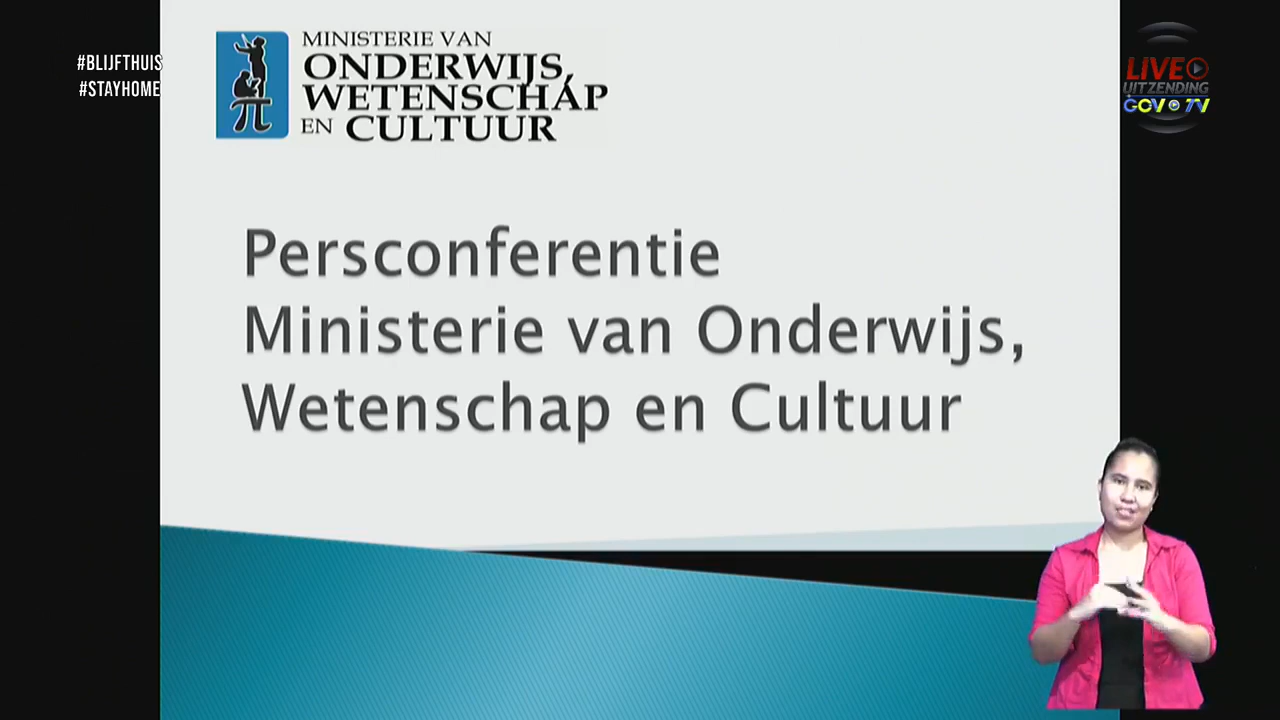 #BLIJFTHUIS
#STAYHOME
MINISTERIE VAN
ONDERWIJS,
WETENSCHAP
EN CULTUUR
LIVE
UITZENDING
GOV TV
Persconferentie
Ministerie van Onderwijs,
Wetenschap en Cultuur